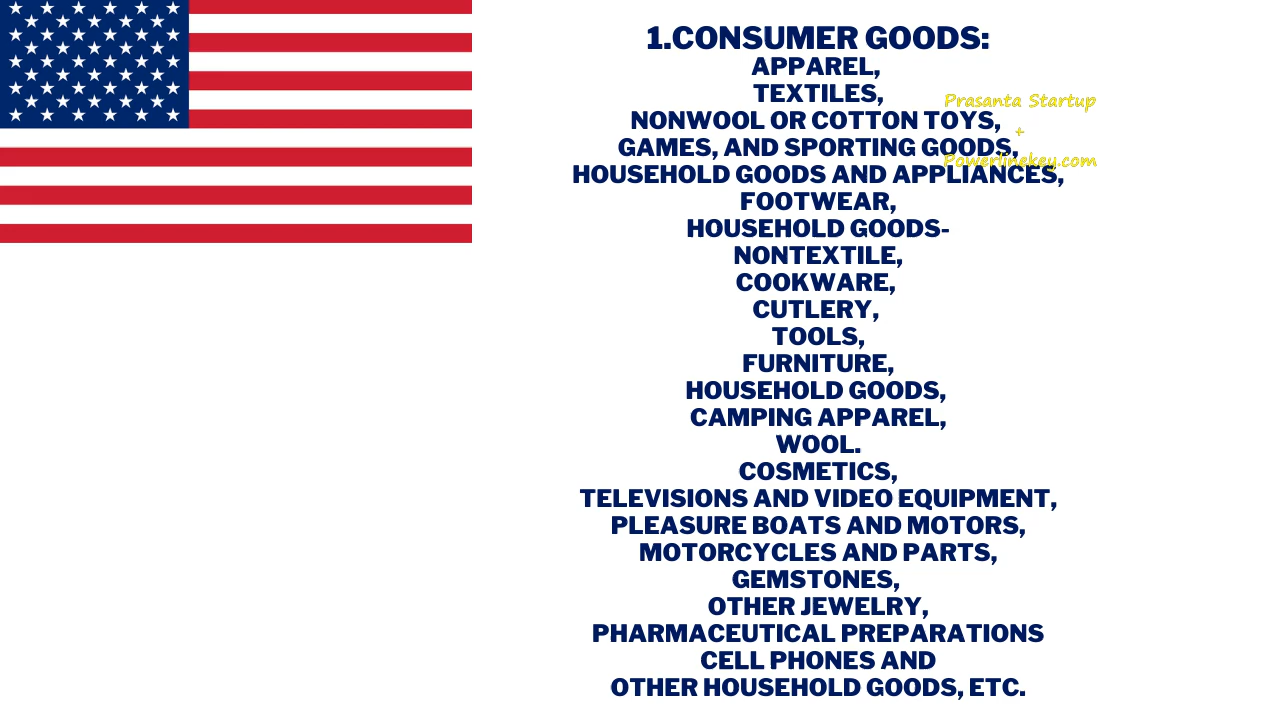 1.CONSUMER GOODS:
APPAREL,
TEXTILES,
Prasanta Startup
NONWOOL OR COTTON TOYS,
+
GAMES, AND SPORTING GOODS,
Powerlinekey.com
HOUSEHOLD GOODS AND APPLIANCES,
FOOTWEAR,
HOUSEHOLD GOODS-
NONTEXTILE,
COOKWARE,
CUTLERY,
TOOLS,
FURNITURE,
HOUSEHOLD GOODS,
CAMPING APPAREL,
WOOL.
COSMETICS,
TELEVISIONS AND VIDEO EQUIPMENT,
PLEASURE BOATS AND MOTORS,
MOTORCYCLES AND PARTS,
GEMSTONES,
OTHER JEWELRY,
PHARMACEUTICAL PREPARATIONS
CELL PHONES AND
OTHER HOUSEHOLD GOODS, ETC.